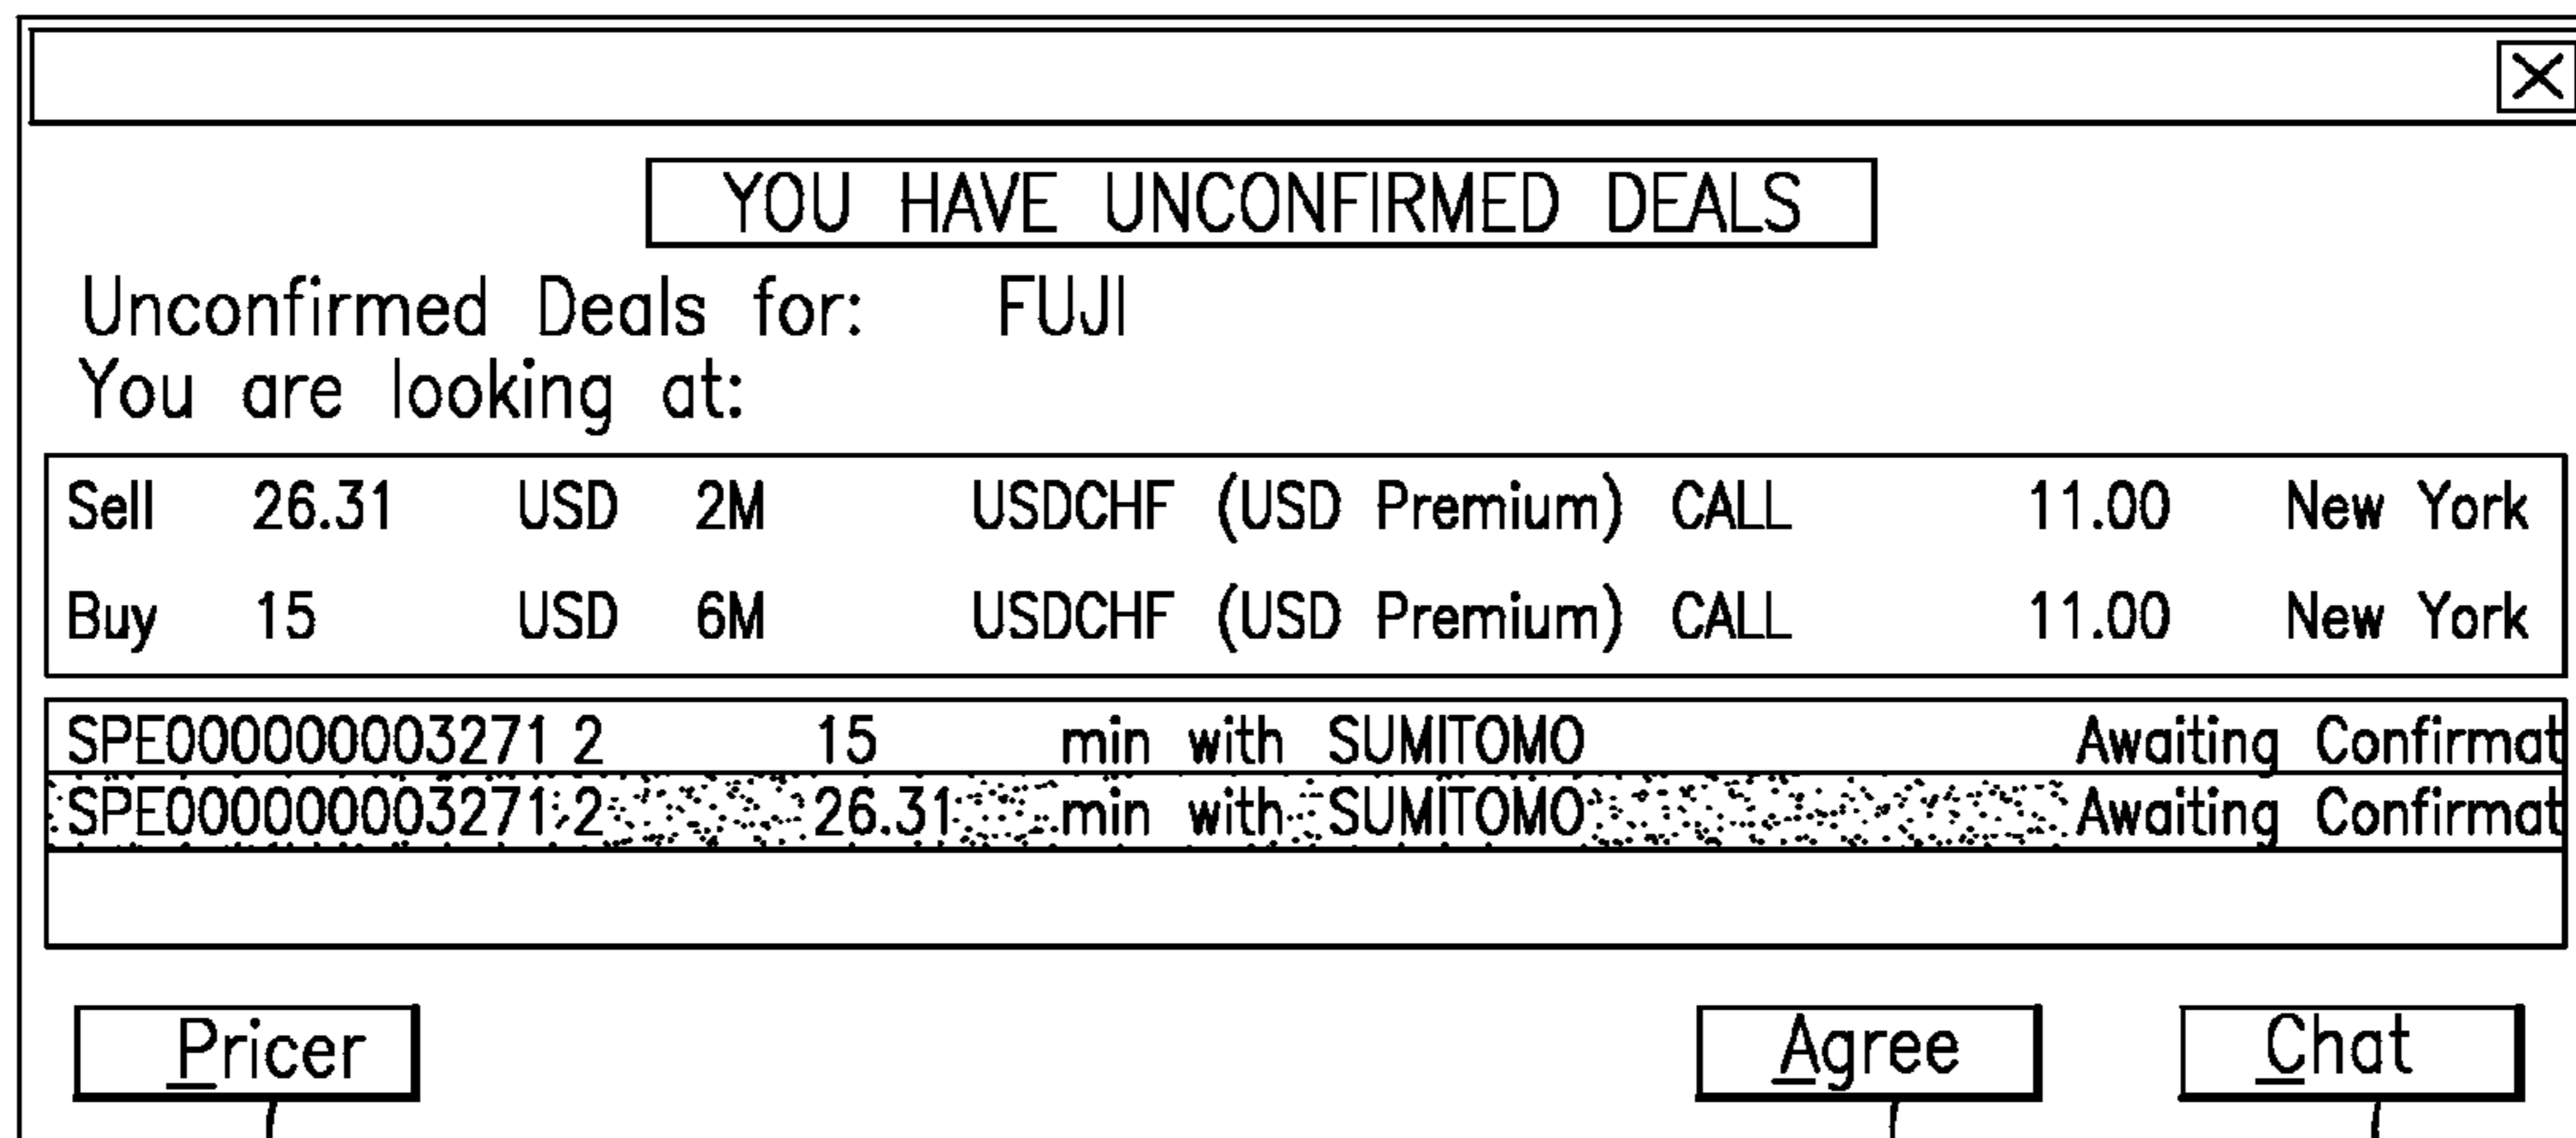 YOU HAVE UNCONFIRMED DEALS
Unconfirmed Deals for: FUJI
You are looking at:
Sell 26.31 USD 2M USDCHF (USD Premium) CALL 11.00 New York
Buy 15 USD 6M USDCHF (USD Premium) CALL 11.00 New York
SPE000000003271 2 15 min with SUMITOMO Awaiting Confirmat
SPE000000003271 2 26.31 min with SUMITOMO Awaiting Confirmat
Pricer Agree Chat